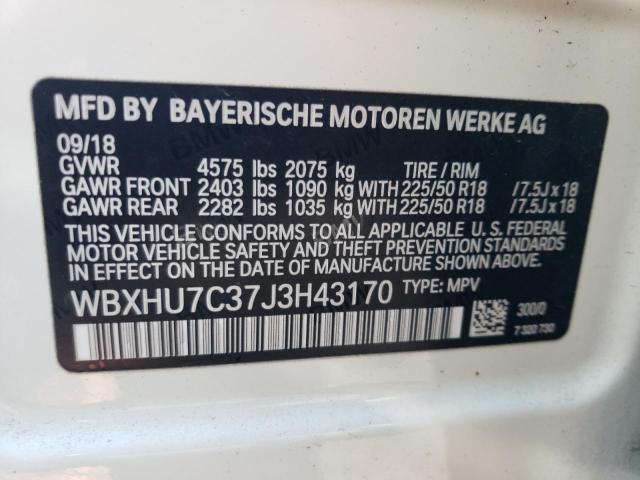 MFD BY BAYERISCHE MOTOREN WERKE AG
09/18
GVWR 4575 lbs 2075 kg TIRE / RIM
GAWR FRONT 2403 lbs 1090 kg WITH 225/50 R18 /7.5J x 18
GAWR REAR 2282 lbs 1035 kg WITH 225/50 R18 /7.5J x 18
THIS VEHICLE CONFORMS TO ALL APPLICABLE U. S. FEDERAL
MOTOR VEHICLE SAFETY AND THEFT PREVENTION STANDARDS
IN EFFECT ON THE DATE OF MANUFACTURE SHOWN ABOVE.
WBXHU7C37J3H43170 TYPE: MPV
300/0
7 320 730